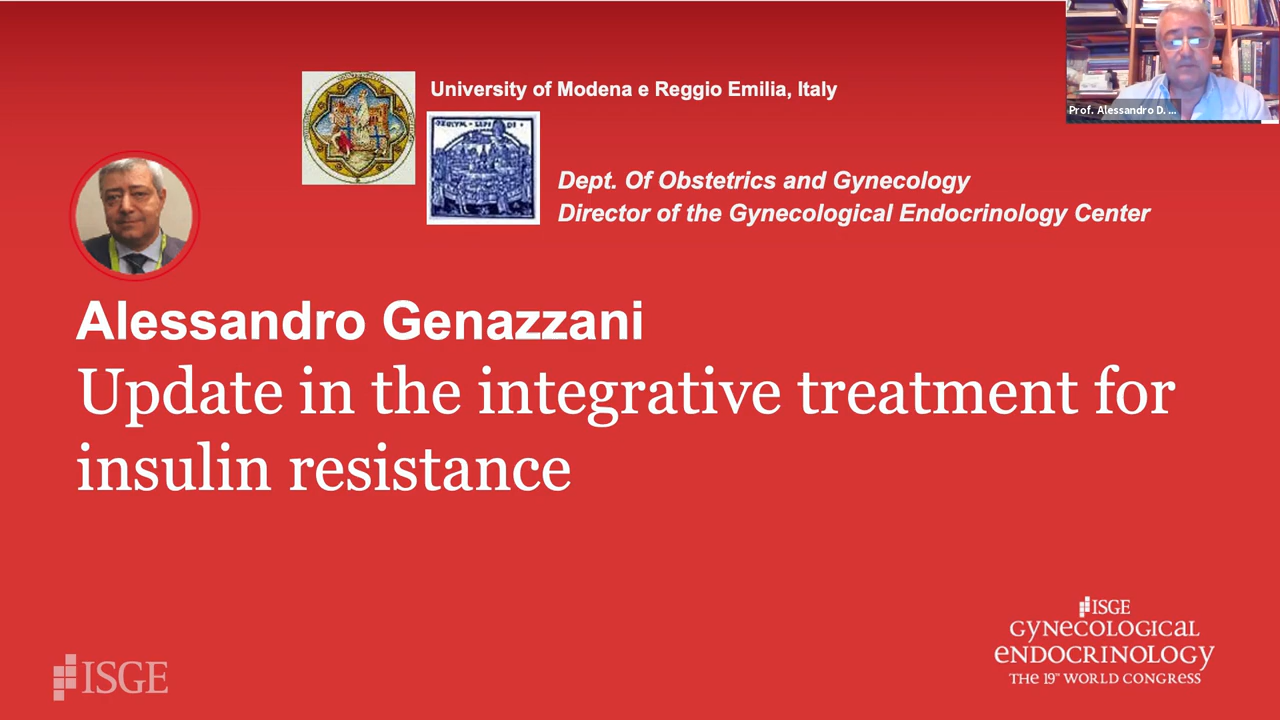 Prof. Alessandro D. ...
University of Modena e Reggio Emilia, Italy
Dept. Of Obstetrics and Gynecology
Director of the Gynecological Endocrinology Center
Alessandro Genazzani
Update in the integrative treatment for
insulin resistance
ISGE
ISGE
GYNECOLOGICAL
ENDOCRINOLOGY
THE 19TH WORLD CONGRESS